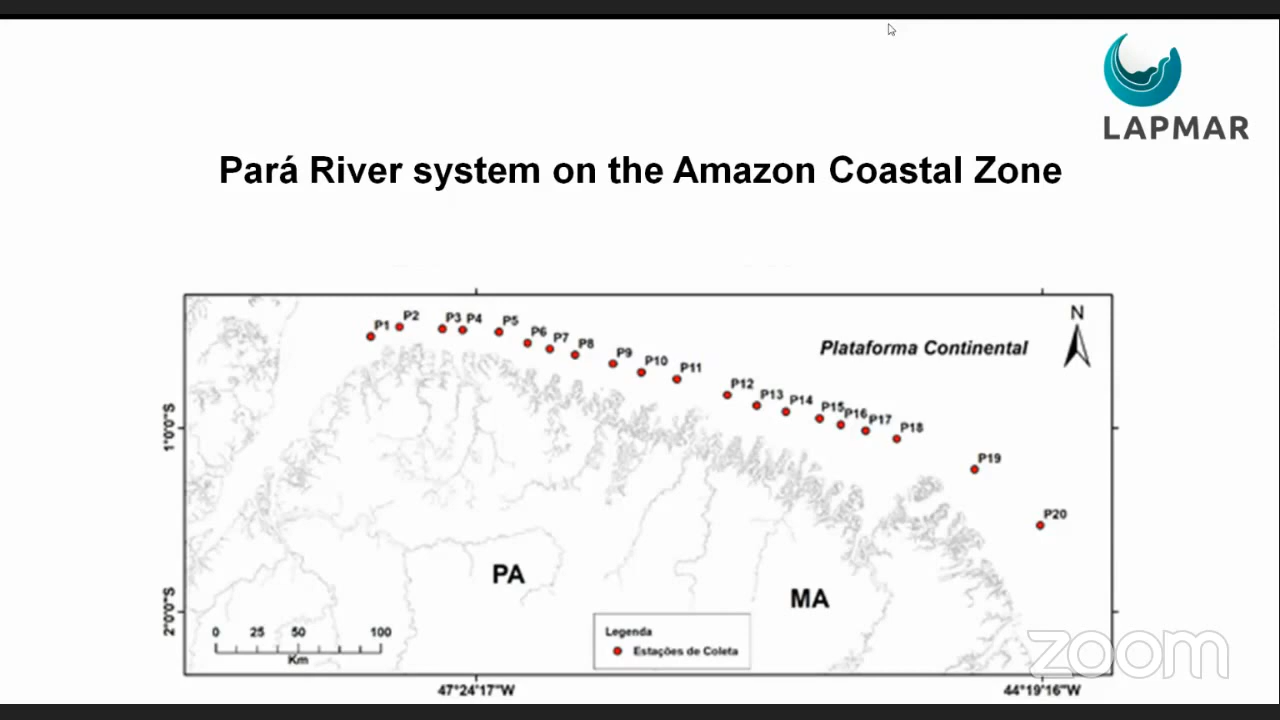 LAPMAR
Pará River system on the Amazon Coastal Zone
N
P1
P2
P3
P4
P5
P6
P7
P8
P9
P10
P11
P12
P13
P14
P15
P16
P17
P18
P19
P20
Plataforma Continental
1°0'0"S
2°0'0"S
PA
MA
0 25 50 100
Km
Legenda
Estações de Coleta
47°24'17"W
44°19'16"W
zoom